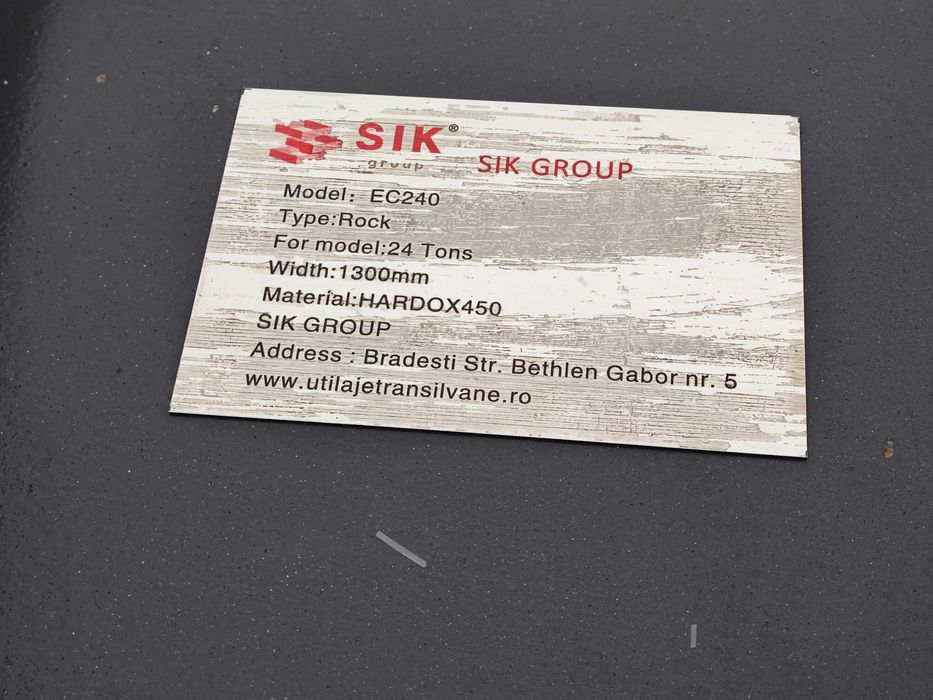 SIK®
group
SIK GROUP
Model: EC240
Type:Rock
For model:24 Tons
Width:1300mm
Material:HARDOX450
SIK GROUP
Address : Bradesti Str. Bethlen Gabor nr. 5
www.utilajetransilvane.ro